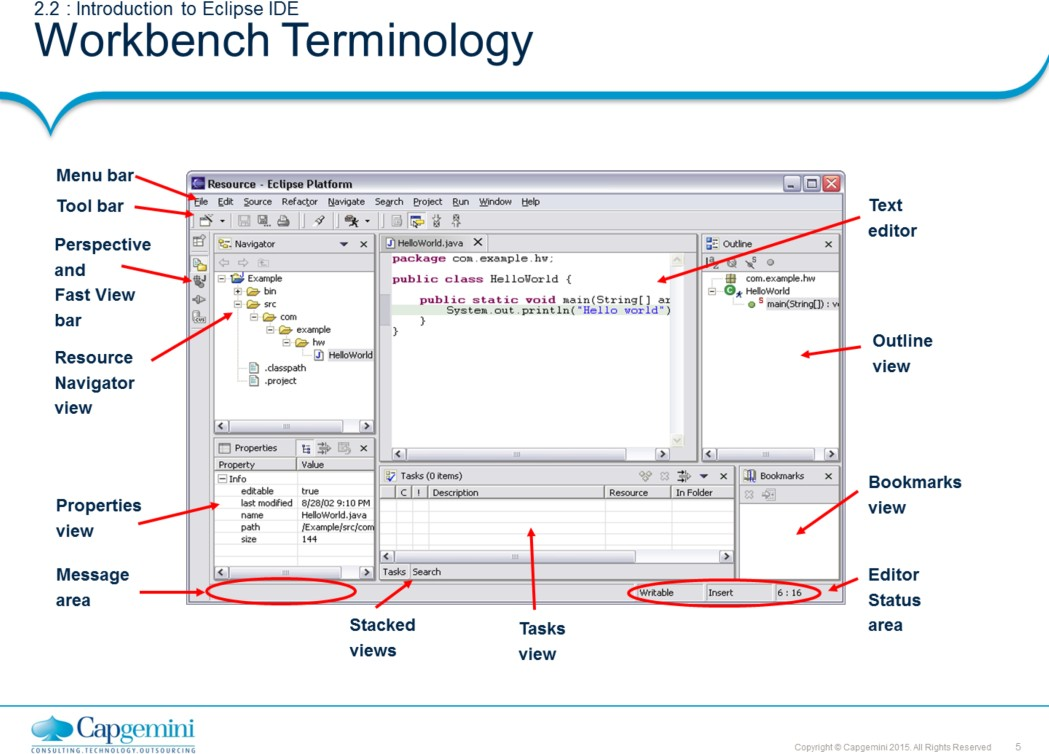 2.2 : Introduction to Eclipse IDE
Workbench Terminology
Menu bar
Tool bar
Perspective
and
Fast View
bar
Resource
Navigator
view
Properties
view
Message
area
Resource - Eclipse Platform
File Edit Source Refactor Navigate Search Project Run Window Help
Navigator
Example
bin
src
com
example
hw
HelloWorld
.classpath
.project
HelloWorld.java
package com.example.hw;
public class HelloWorld {
public static void main(String[] ar
System.out.println("Hello world")
}
}
Outline
com.example.hw
HelloWorld
main(String[]) : v
Properties
Property Value
Info
editable true
last modified 8/28/02 9:10 PM
name HelloWorld.java
path /Example/src/com
size 144
Tasks (0 items)
C ! Description Resource In Folder
Tasks Search
Bookmarks
Writable Insert 6 : 16
Text
editor
Outline
view
Bookmarks
view
Editor
Status
area
Stacked
views
Tasks
view
Capgemini
CONSULTING.TECHNOLOGY.OUTSOURCING
Copyright © Capgemini 2015. All Rights Reserved 5